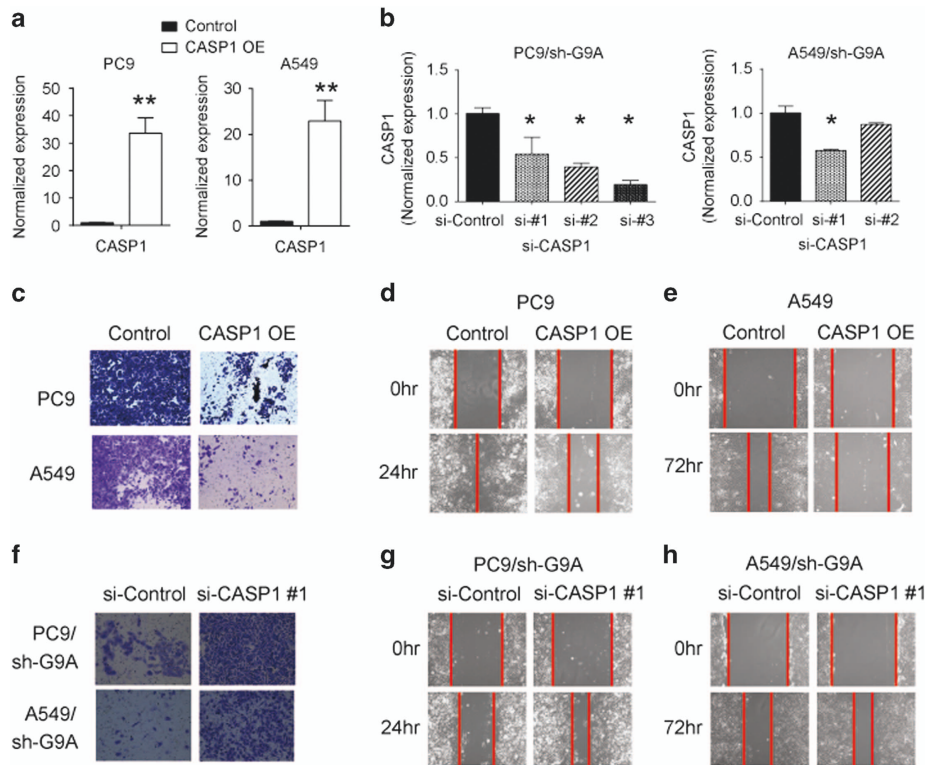 a
Control
CASP1 OE
PC9
A549
Normalized expression
50
40
30
20
10
0
**
CASP1
Normalized expression
30
20
10
0
**
CASP1
b
PC9/sh-G9A
CASP1
(Normalized expression)
1.5
1.0
0.5
0.0
*
*
*
si-Control
si-#1
si-#2
si-#3
si-CASP1
A549/sh-G9A
CASP1
(Normalized expression)
1.5
1.0
0.5
0.0
*
si-Control
si-#1
si-#2
si-CASP1
c
Control
CASP1 OE
PC9
A549
d
PC9
Control
CASP1 OE
0hr
24hr
e
A549
Control
CASP1 OE
0hr
72hr
f
si-Control
si-CASP1 #1
PC9/
sh-G9A
A549/
sh-G9A
g
PC9/sh-G9A
si-Control
si-CASP1 #1
0hr
24hr
h
A549/sh-G9A
si-Control
si-CASP1 #1
0hr
72hr